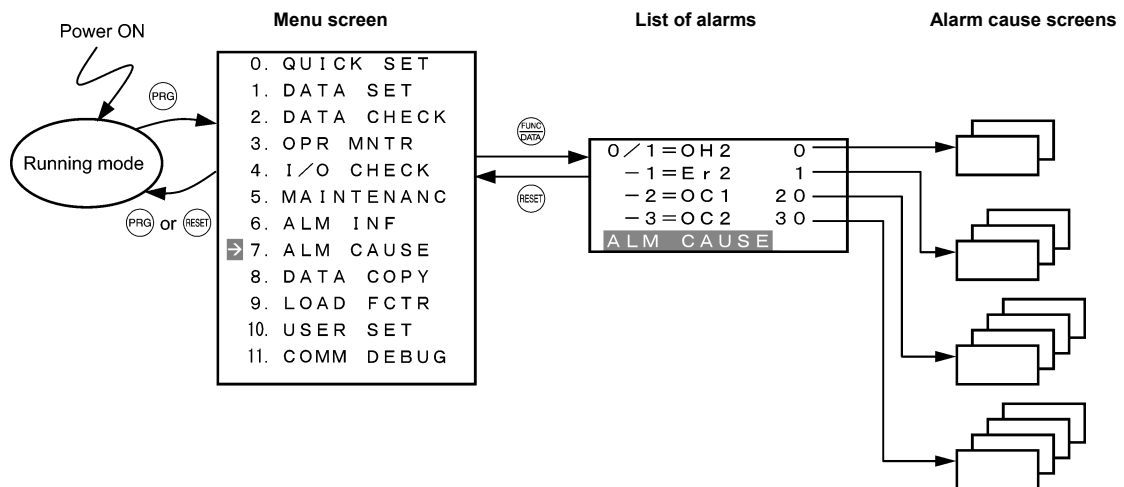 Menu screen
List of alarms
Alarm cause screens
Power ON
PRG
Running mode
PRG or RESET
0. QUICK SET
1. DATA SET
2. DATA CHECK
3. OPR MNTR
4. I/O CHECK
5. MAINTENANC
6. ALM INF
→ 7. ALM CAUSE
8. DATA COPY
9. LOAD FCTR
10. USER SET
11. COMM DEBUG
FUNC
DATA
RESET
0/1=OH2 0
-1=Er2 1
-2=OC1 20
-3=OC2 30
ALM CAUSE